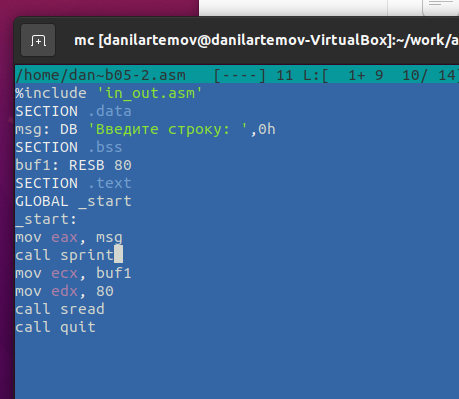 mc [danilartemov@danilartemov-VirtualBox]:~/work/a
/home/dan~b05-2.asm   [----] 11 L:[  1+ 9  10/ 14]
%include 'in_out.asm'
SECTION .data
msg: DB 'Введите строку: ',0h
SECTION .bss
buf1: RESB 80
SECTION .text
GLOBAL _start
_start:
mov eax, msg
call sprint
mov ecx, buf1
mov edx, 80
call sread
call quit